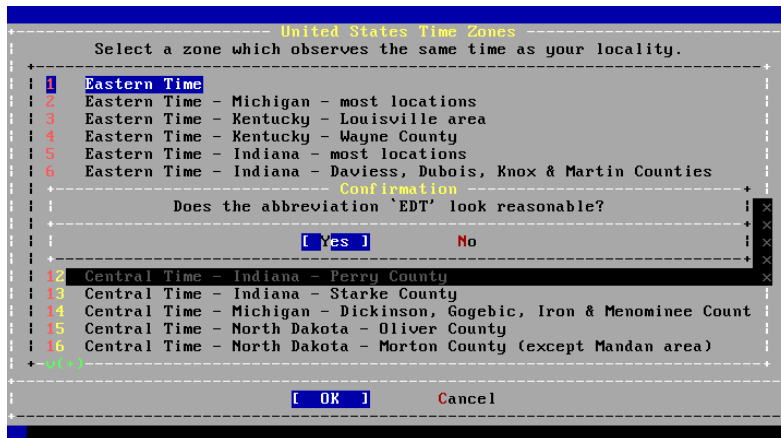 United States Time Zones
Select a zone which observes the same time as your locality.
1 Eastern Time
2 Eastern Time - Michigan - most locations
3 Eastern Time - Kentucky - Louisville area
4 Eastern Time - Kentucky - Wayne County
5 Eastern Time - Indiana - most locations
6 Eastern Time - Indiana - Daviess, Dubois, Knox & Martin Counties
Confirmation
Does the abbreviation `EDT' look reasonable?
[ Yes ] No
12 Central Time - Indiana - Perry County
13 Central Time - Indiana - Starke County
14 Central Time - Michigan - Dickinson, Gogebic, Iron & Menominee Count
15 Central Time - North Dakota - Oliver County
16 Central Time - North Dakota - Morton County (except Mandan area)
v(+)
[ OK ] Cancel